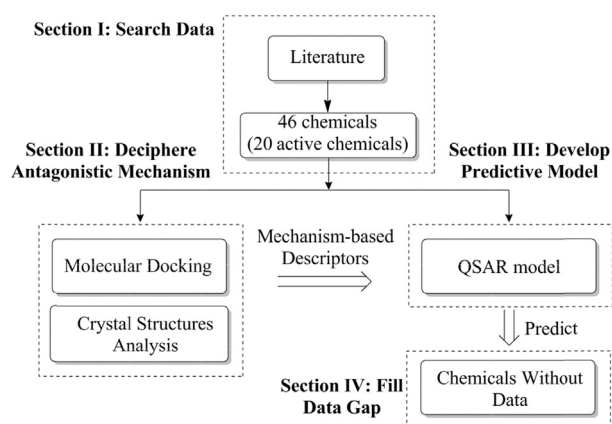 Section I: Search Data
Literature
46 chemicals
(20 active chemicals)
Section II: Deciphere
Antagonistic Mechanism
Section III: Develop
Predictive Model
Molecular Docking
Crystal Structures
Analysis
Mechanism-based
Descriptors
QSAR model
Predict
Section IV: Fill
Data Gap
Chemicals Without
Data